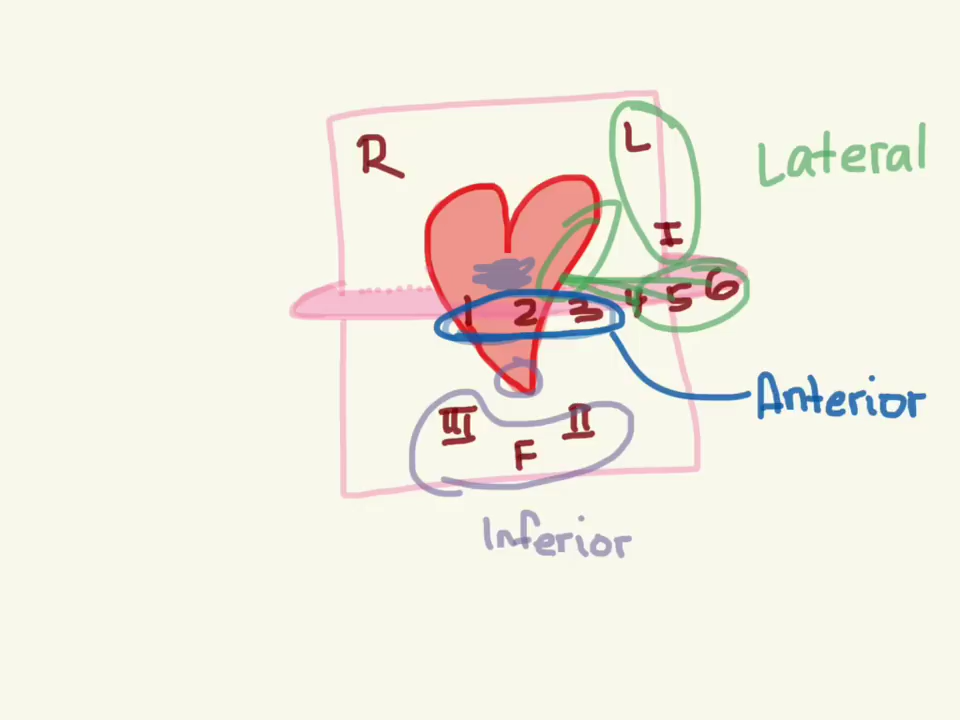 R
L
Lateral
I
1 2 3 4 5 6
Anterior
III II
F
Inferior